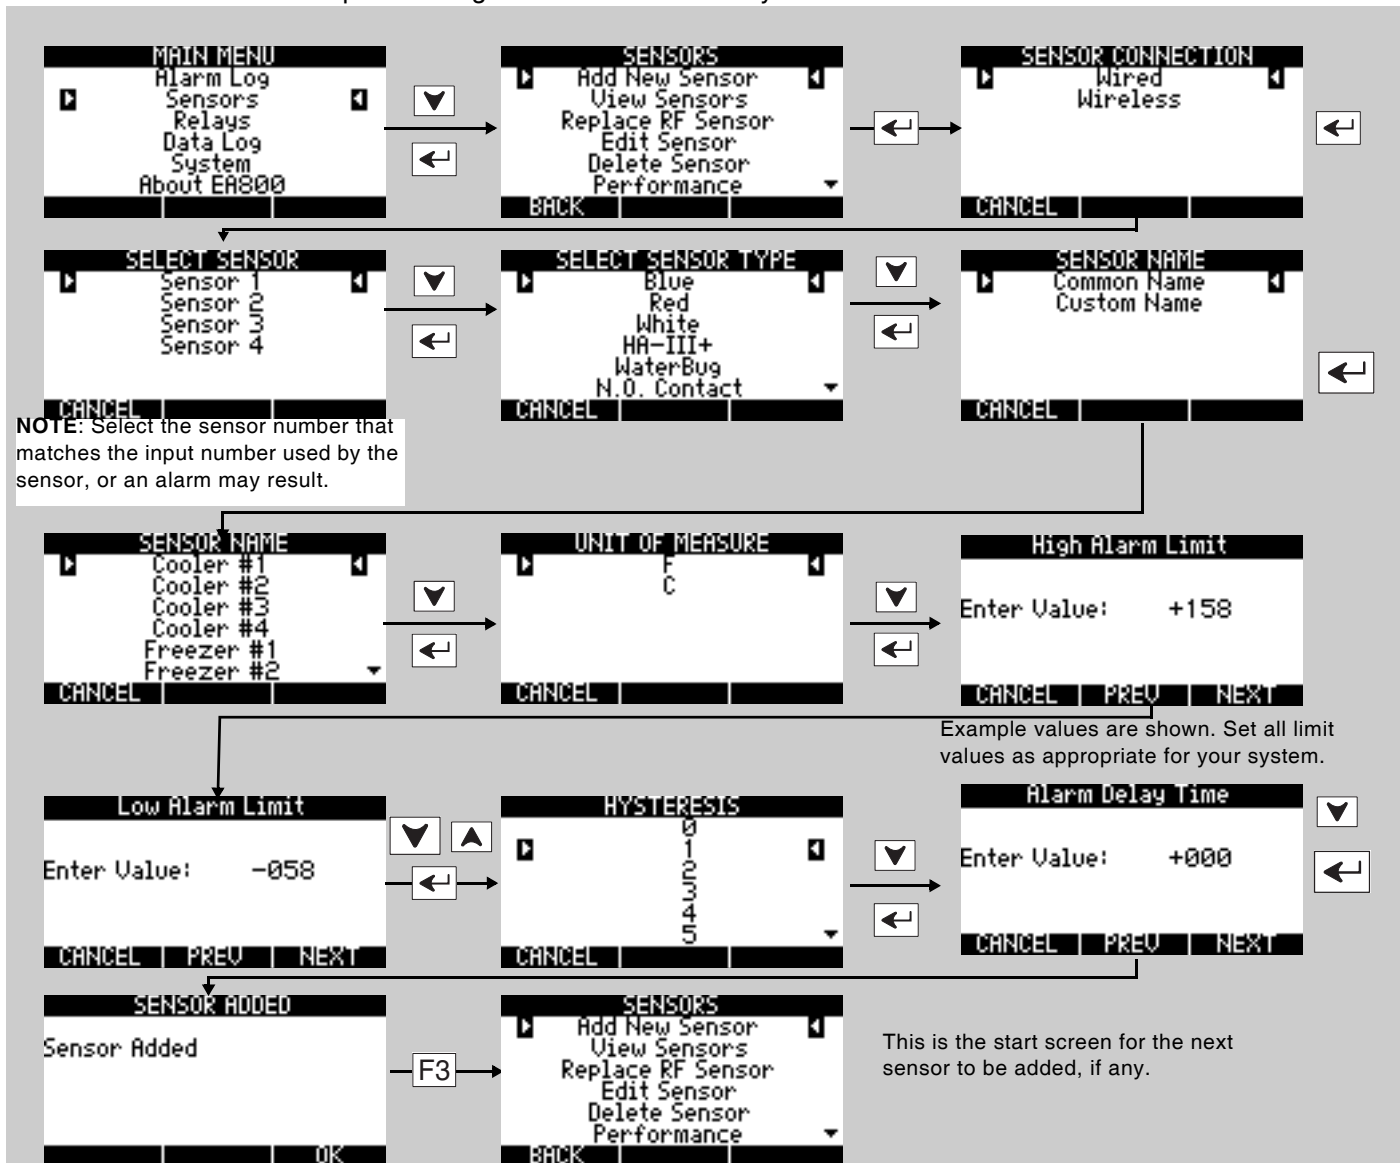 MAIN MENU
Alarm Log
Sensors
Relays
Data Log
System
About EA800
SENSORS
Add New Sensor
View Sensors
Replace RF Sensor
Edit Sensor
Delete Sensor
Performance
BACK
SENSOR CONNECTION
Wired
Wireless
CANCEL
SELECT SENSOR
Sensor 1
Sensor 2
Sensor 3
Sensor 4
CANCEL
NOTE: Select the sensor number that
matches the input number used by the
sensor, or an alarm may result.
SELECT SENSOR TYPE
Blue
Red
White
HA-III+
WaterBug
N.O. Contact
CANCEL
SENSOR NAME
Common Name
Custom Name
CANCEL
SENSOR NAME
Cooler #1
Cooler #2
Cooler #3
Cooler #4
Freezer #1
Freezer #2
CANCEL
UNIT OF MEASURE
F
C
CANCEL
High Alarm Limit
Enter Value: +158
CANCEL PREV NEXT
Example values are shown. Set all limit
values as appropriate for your system.
Low Alarm Limit
Enter Value: -058
CANCEL PREV NEXT
HYSTERESIS
0
1
2
3
4
5
CANCEL
Alarm Delay Time
Enter Value: +000
CANCEL PREV NEXT
SENSOR ADDED
Sensor Added
OK
F3
SENSORS
Add New Sensor
View Sensors
Replace RF Sensor
Edit Sensor
Delete Sensor
Performance
BACK
This is the start screen for the next
sensor to be added, if any.